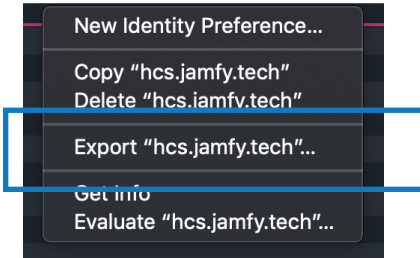 New Identity Preference...
Copy “hcs.jamfy.tech”
Delete “hcs.jamfy.tech”
Export “hcs.jamfy.tech”...
Get Info
Evaluate “hcs.jamfy.tech”...